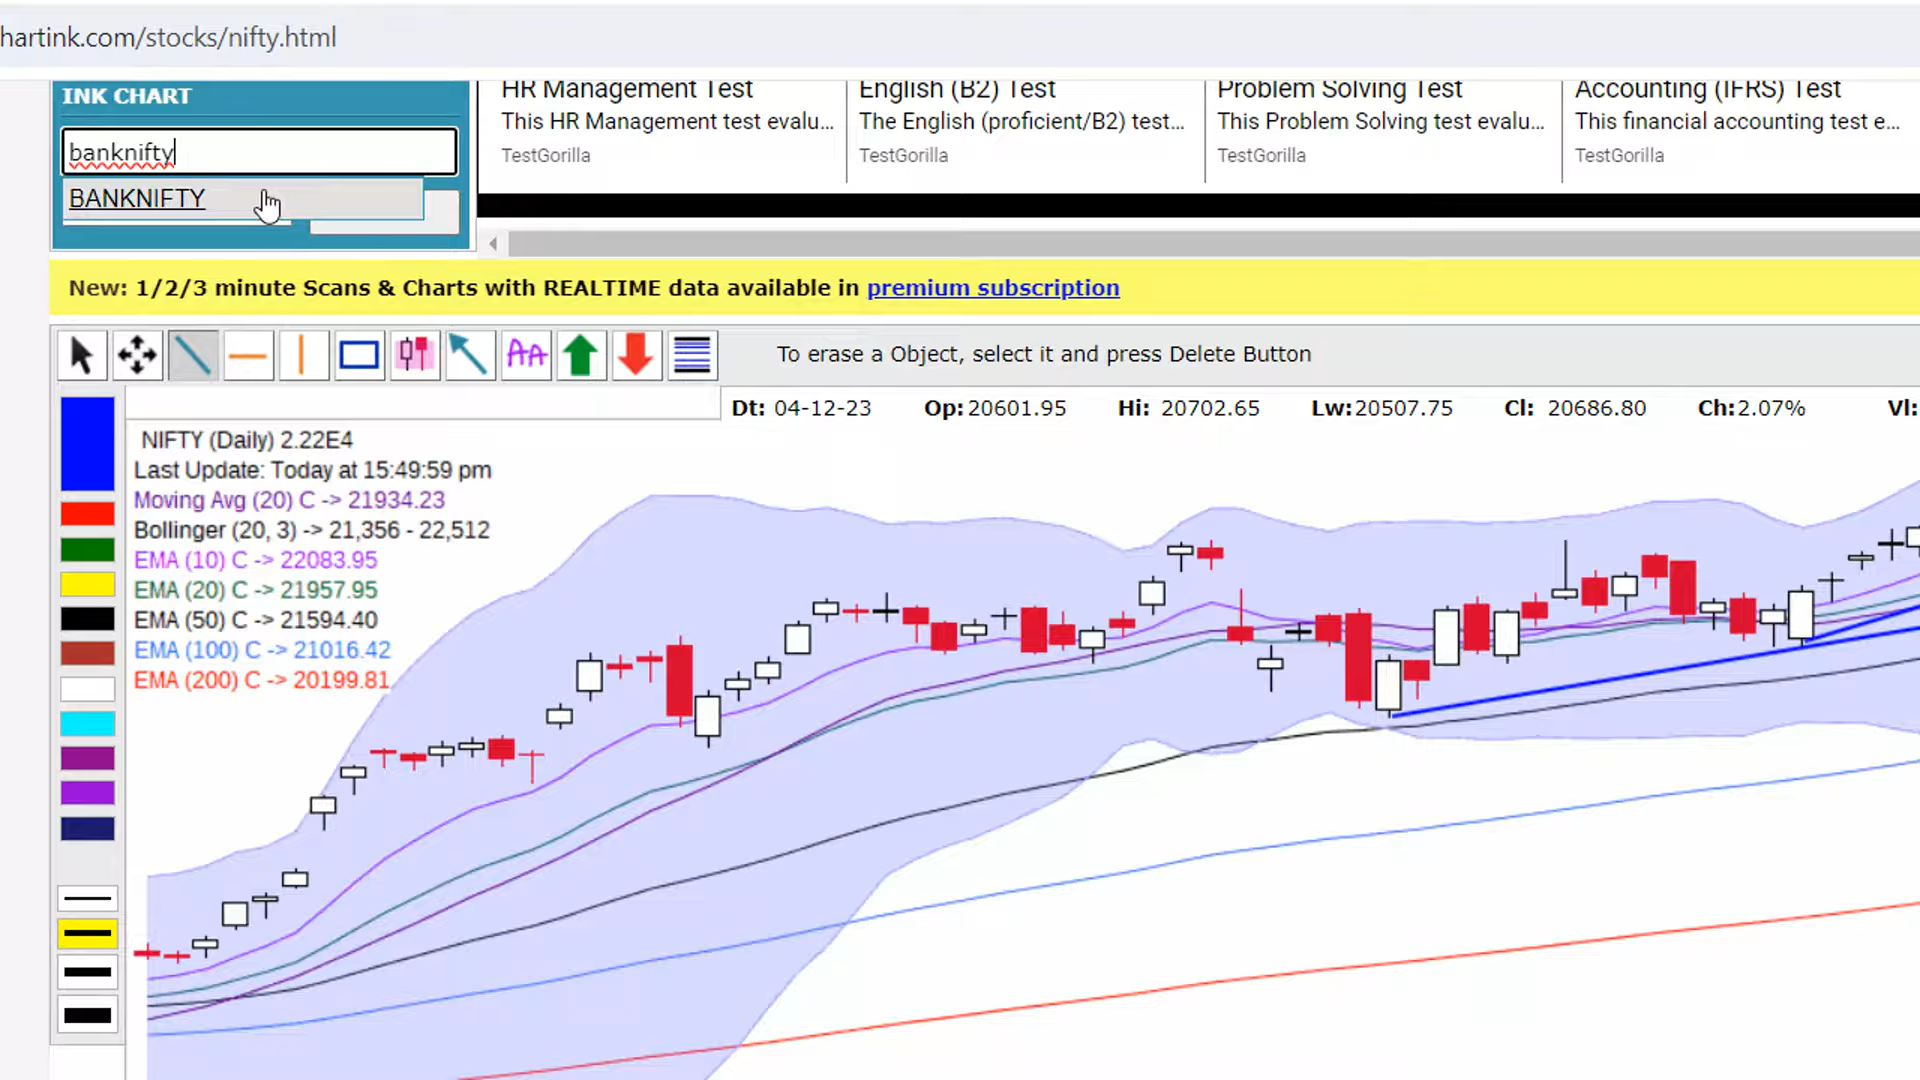 hartink.com/stocks/nifty.html
INK CHART
banknifty
BANKNIFTY
HR Management Test
This HR Management test evalu...
TestGorilla
English (B2) Test
The English (proficient/B2) test...
TestGorilla
Problem Solving Test
This Problem Solving test evalu...
TestGorilla
Accounting (IFRS) Test
This financial accounting test e...
TestGorilla
New: 1/2/3 minute Scans & Charts with REALTIME data available in premium subscription
AA
To erase a Object, select it and press Delete Button
Dt: 04-12-23 Op:20601.95 Hi: 20702.65 Lw:20507.75 Cl: 20686.80 Ch:2.07% Vl:
NIFTY (Daily) 2.22E4
Last Update: Today at 15:49:59 pm
Moving Avg (20) C -> 21934.23
Bollinger (20, 3) -> 21,356 - 22,512
EMA (10) C -> 22083.95
EMA (20) C -> 21957.95
EMA (50) C -> 21594.40
EMA (100) C -> 21016.42
EMA (200) C -> 20199.81